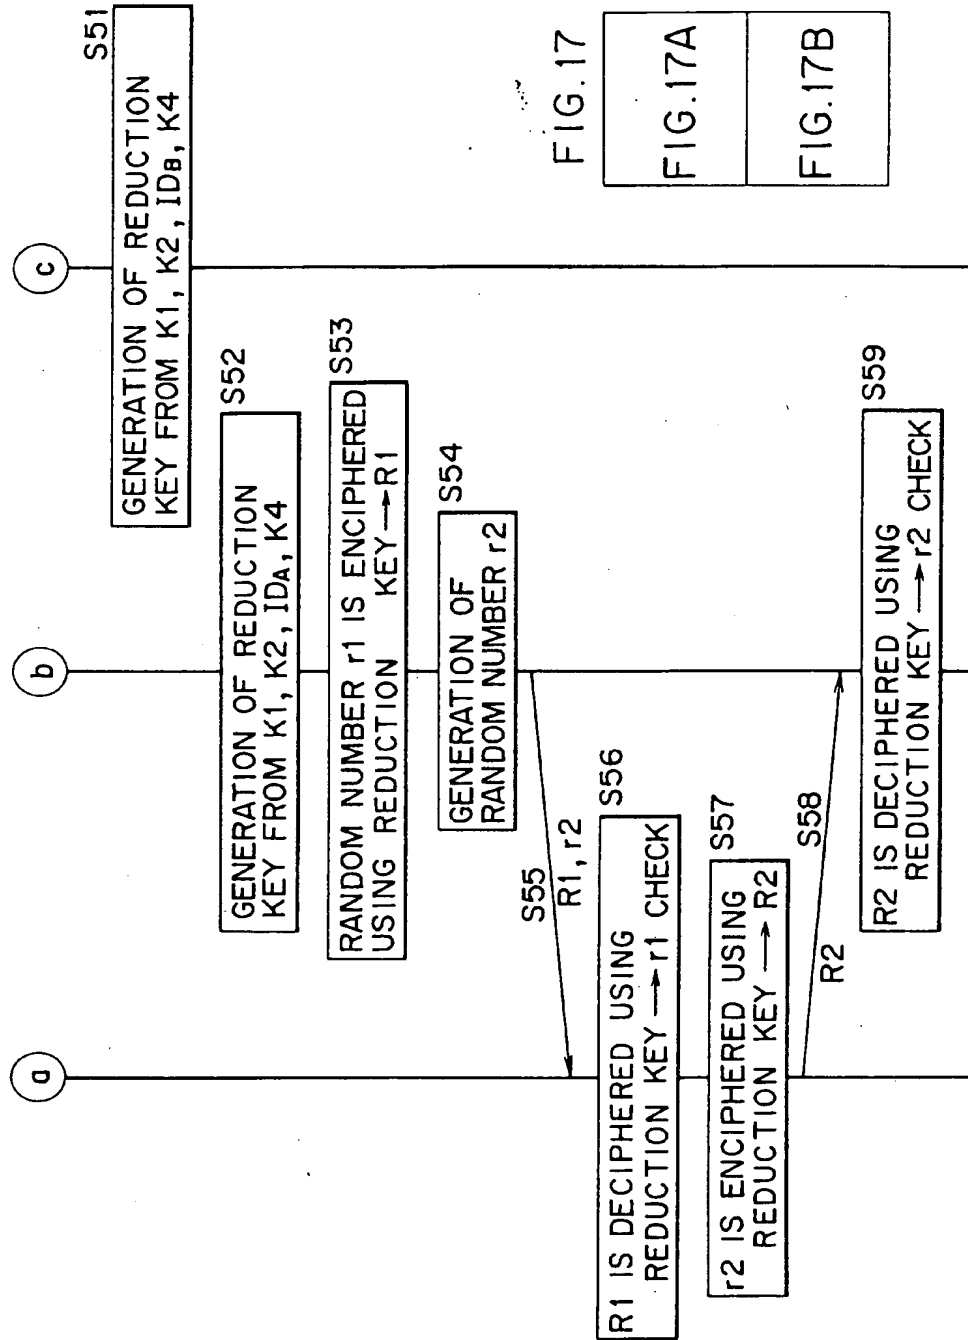 a
b
c
S51
GENERATION OF REDUCTION
KEY FROM K1, K2, IDB, K4
S52
GENERATION OF REDUCTION
KEY FROM K1, K2, IDA, K4
S53
RANDOM NUMBER r1 IS ENCIPHERED
USING REDUCTION KEY → R1
S54
GENERATION OF
RANDOM NUMBER r2
S55
R1, r2
S56
R1 IS DECIPHERED USING
REDUCTION KEY → r1 CHECK
S57
r2 IS ENCIPHERED USING
REDUCTION KEY → R2
S58
R2
S59
R2 IS DECIPHERED USING
REDUCTION KEY → r2 CHECK
FIG.17
FIG.17A
FIG.17B